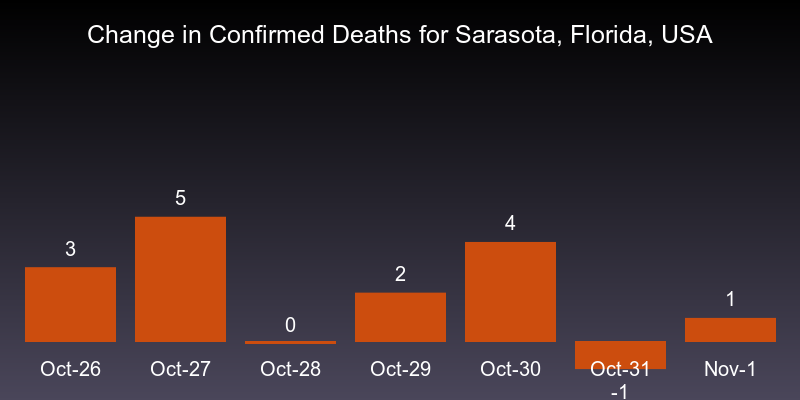 Change in Confirmed Deaths for Sarasota, Florida, USA
3
5
0
2
4
1
Oct-26
Oct-27
Oct-28
Oct-29
Oct-30
Oct-31
Nov-1
-1